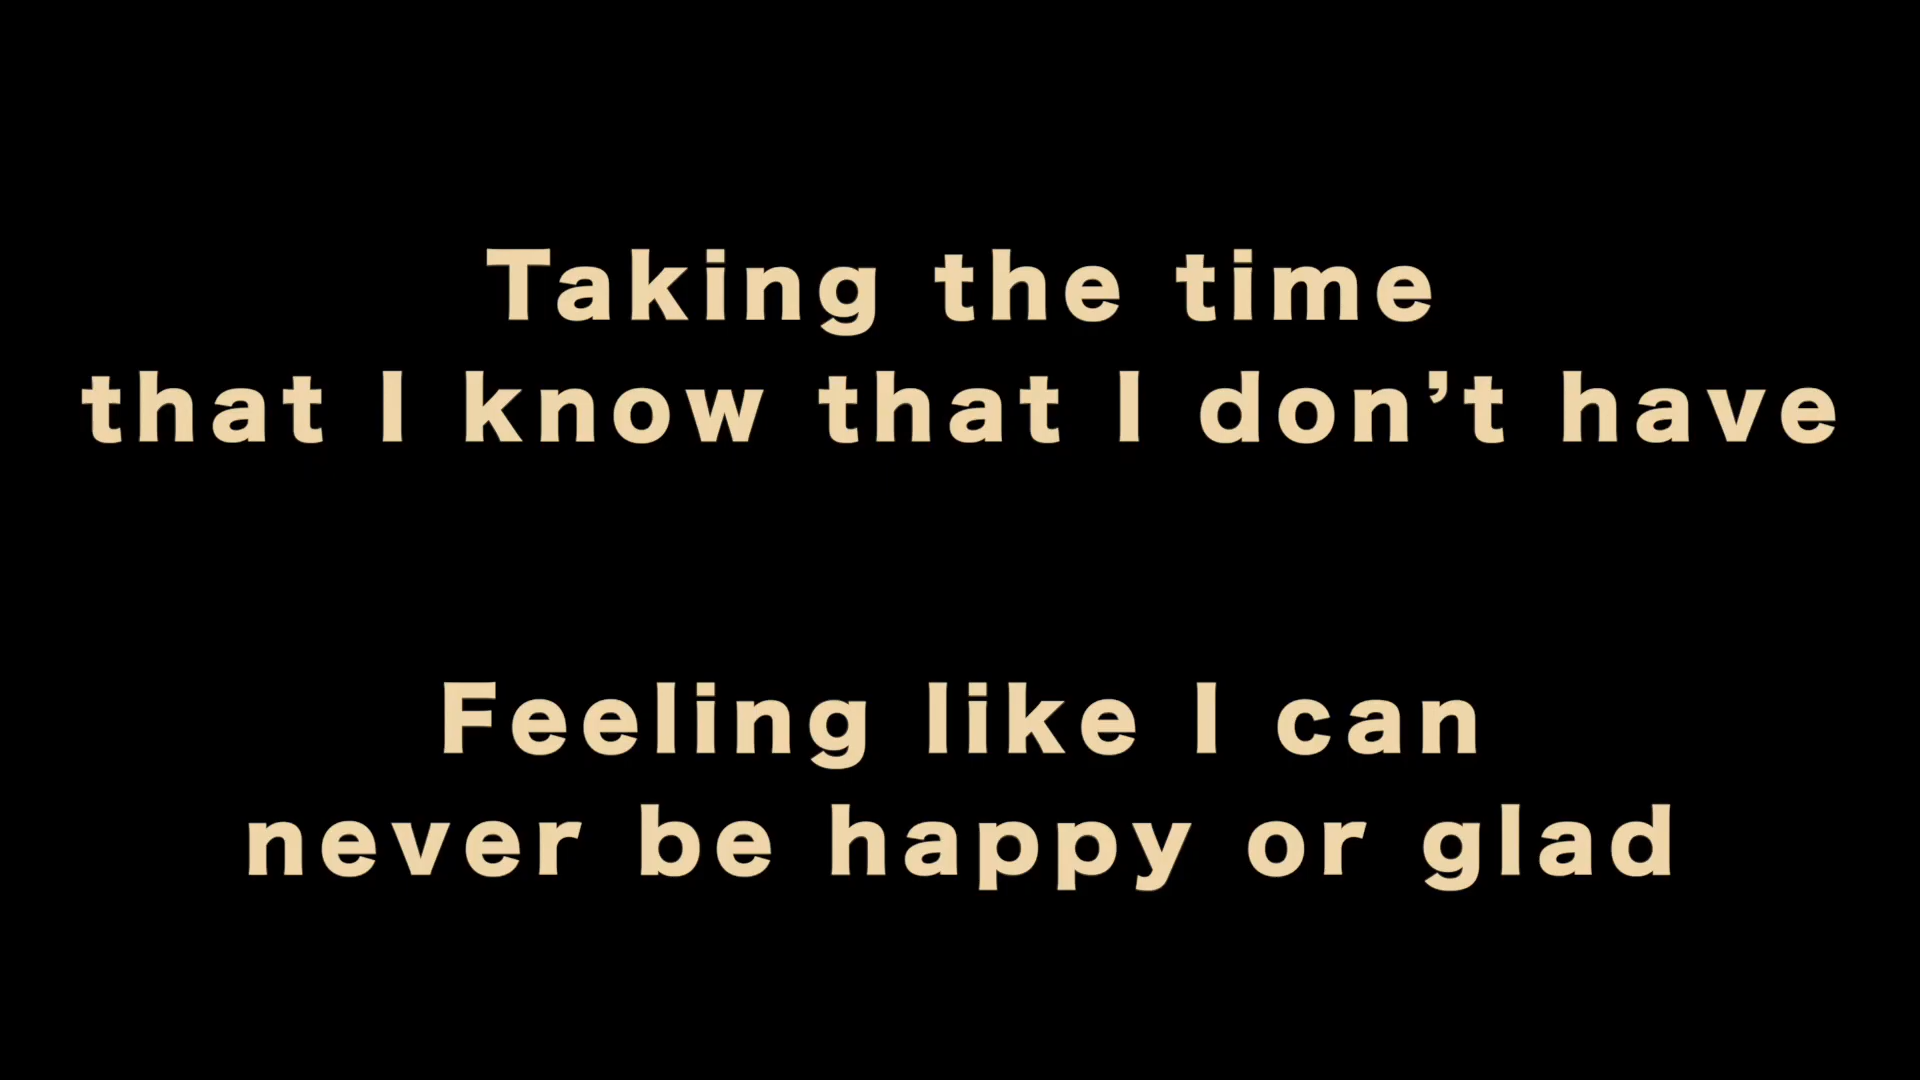 Taking the time
that I know that I don’t have
Feeling like I can
never be happy or glad